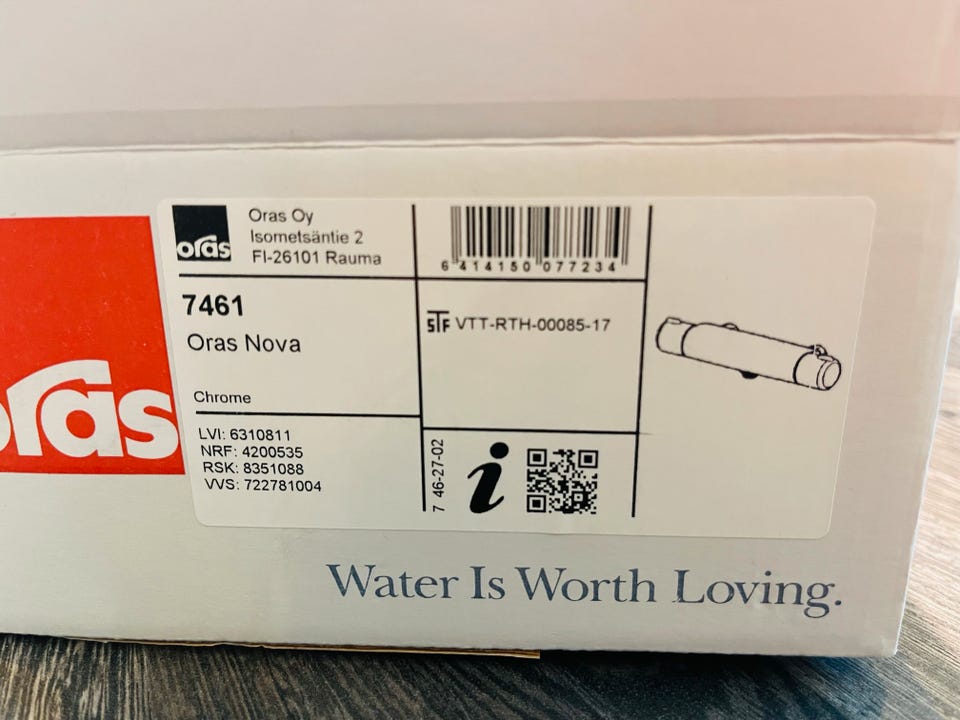 oras
oras
Oras Oy
Isometsäntie 2
FI-26101 Rauma
6 414150 077234
7461
Oras Nova
Chrome
STF VTT-RTH-00085-17
LVI: 6310811
NRF: 4200535
RSK: 8351088
VVS: 722781004
7 46-27-02
i
Water Is Worth Loving.